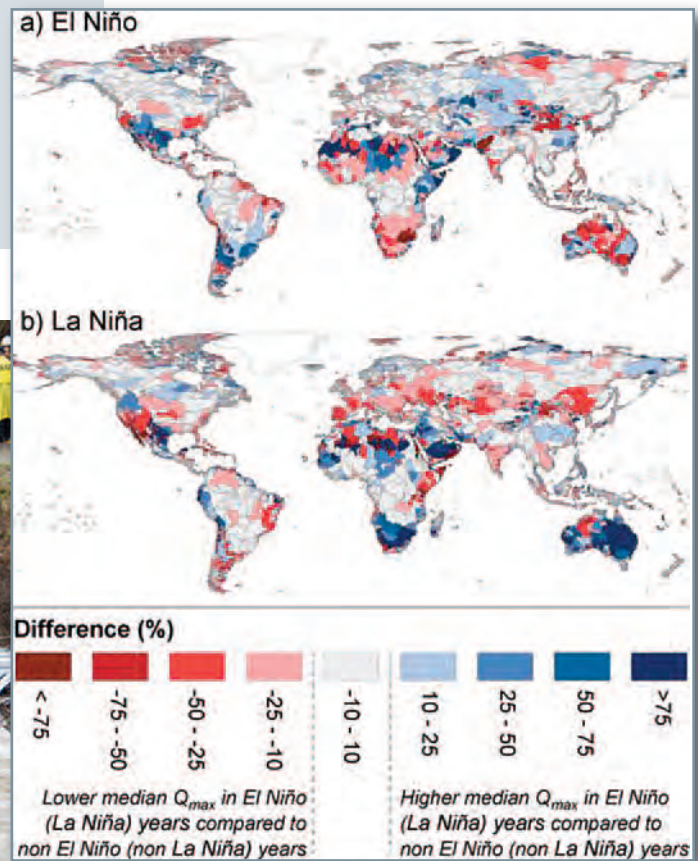 a) El Niño
b) La Niña
Difference (%)
< -75
-75 - -50
-50 - -25
-25 - -10
-10 - 10
10 - 25
25 - 50
50 - 75
>75
Lower median Qmax in El Niño
(La Niña) years compared to
non El Niño (non La Niña) years
Higher median Qmax in El Niño
(La Niña) years compared to
non El Niño (non La Niña) years